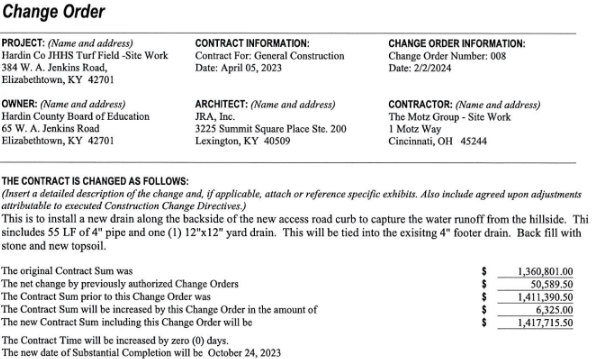 Change Order
PROJECT: (Name and address)
Hardin Co JHHS Turf Field -Site Work
384 W. A. Jenkins Road,
Elizabethtown, KY 42701
CONTRACT INFORMATION:
Contract For: General Construction
Date: April 05, 2023
CHANGE ORDER INFORMATION:
Change Order Number: 008
Date: 2/2/2024
OWNER: (Name and address)
Hardin County Board of Education
65 W. A. Jenkins Road
Elizabethtown, KY 42701
ARCHITECT: (Name and address)
JRA, Inc.
3225 Summit Square Place Ste. 200
Lexington, KY 40509
CONTRACTOR: (Name and address)
The Motz Group - Site Work
1 Motz Way
Cincinnati, OH 45244
THE CONTRACT IS CHANGED AS FOLLOWS:
(Insert a detailed description of the change and, if applicable, attach or reference specific exhibits. Also include agreed upon adjustments
attributable to executed Construction Change Directives.)
This is to install a new drain along the backside of the new access road curb to capture the water runoff from the hillside. Thi
sincludes 55 LF of 4" pipe and one (1) 12"x12" yard drain. This will be tied into the exisitng 4" footer drain. Back fill with
stone and new topsoil.
The original Contract Sum was $ 1,360,801.00
The net change by previously authorized Change Orders $ 50,589.50
The Contract Sum prior to this Change Order was $ 1,411,390.50
The Contract Sum will be increased by this Change Order in the amount of $ 6,325.00
The new Contract Sum including this Change Order will be $ 1,417,715.50
The Contract Time will be increased by zero (0) days.
The new date of Substantial Completion will be October 24, 2023